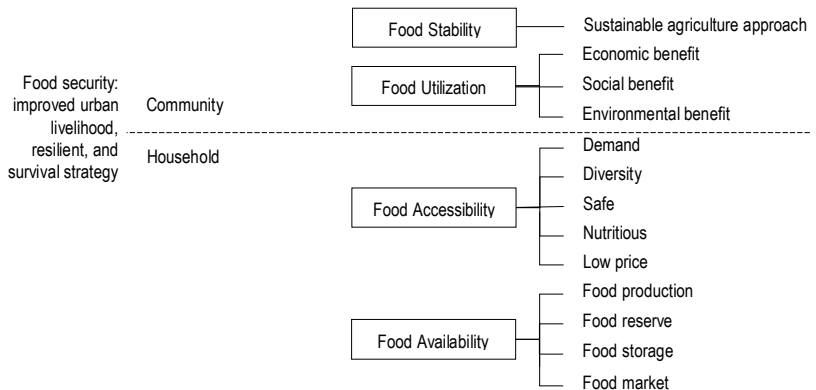 Food Stability
Sustainable agriculture approach
Food Utilization
Economic benefit
Social benefit
Environmental benefit
Food security:
improved urban
livelihood,
resilient, and
survival strategy
Community
Household
Food Accessibility
Demand
Diversity
Safe
Nutritious
Low price
Food Availability
Food production
Food reserve
Food storage
Food market